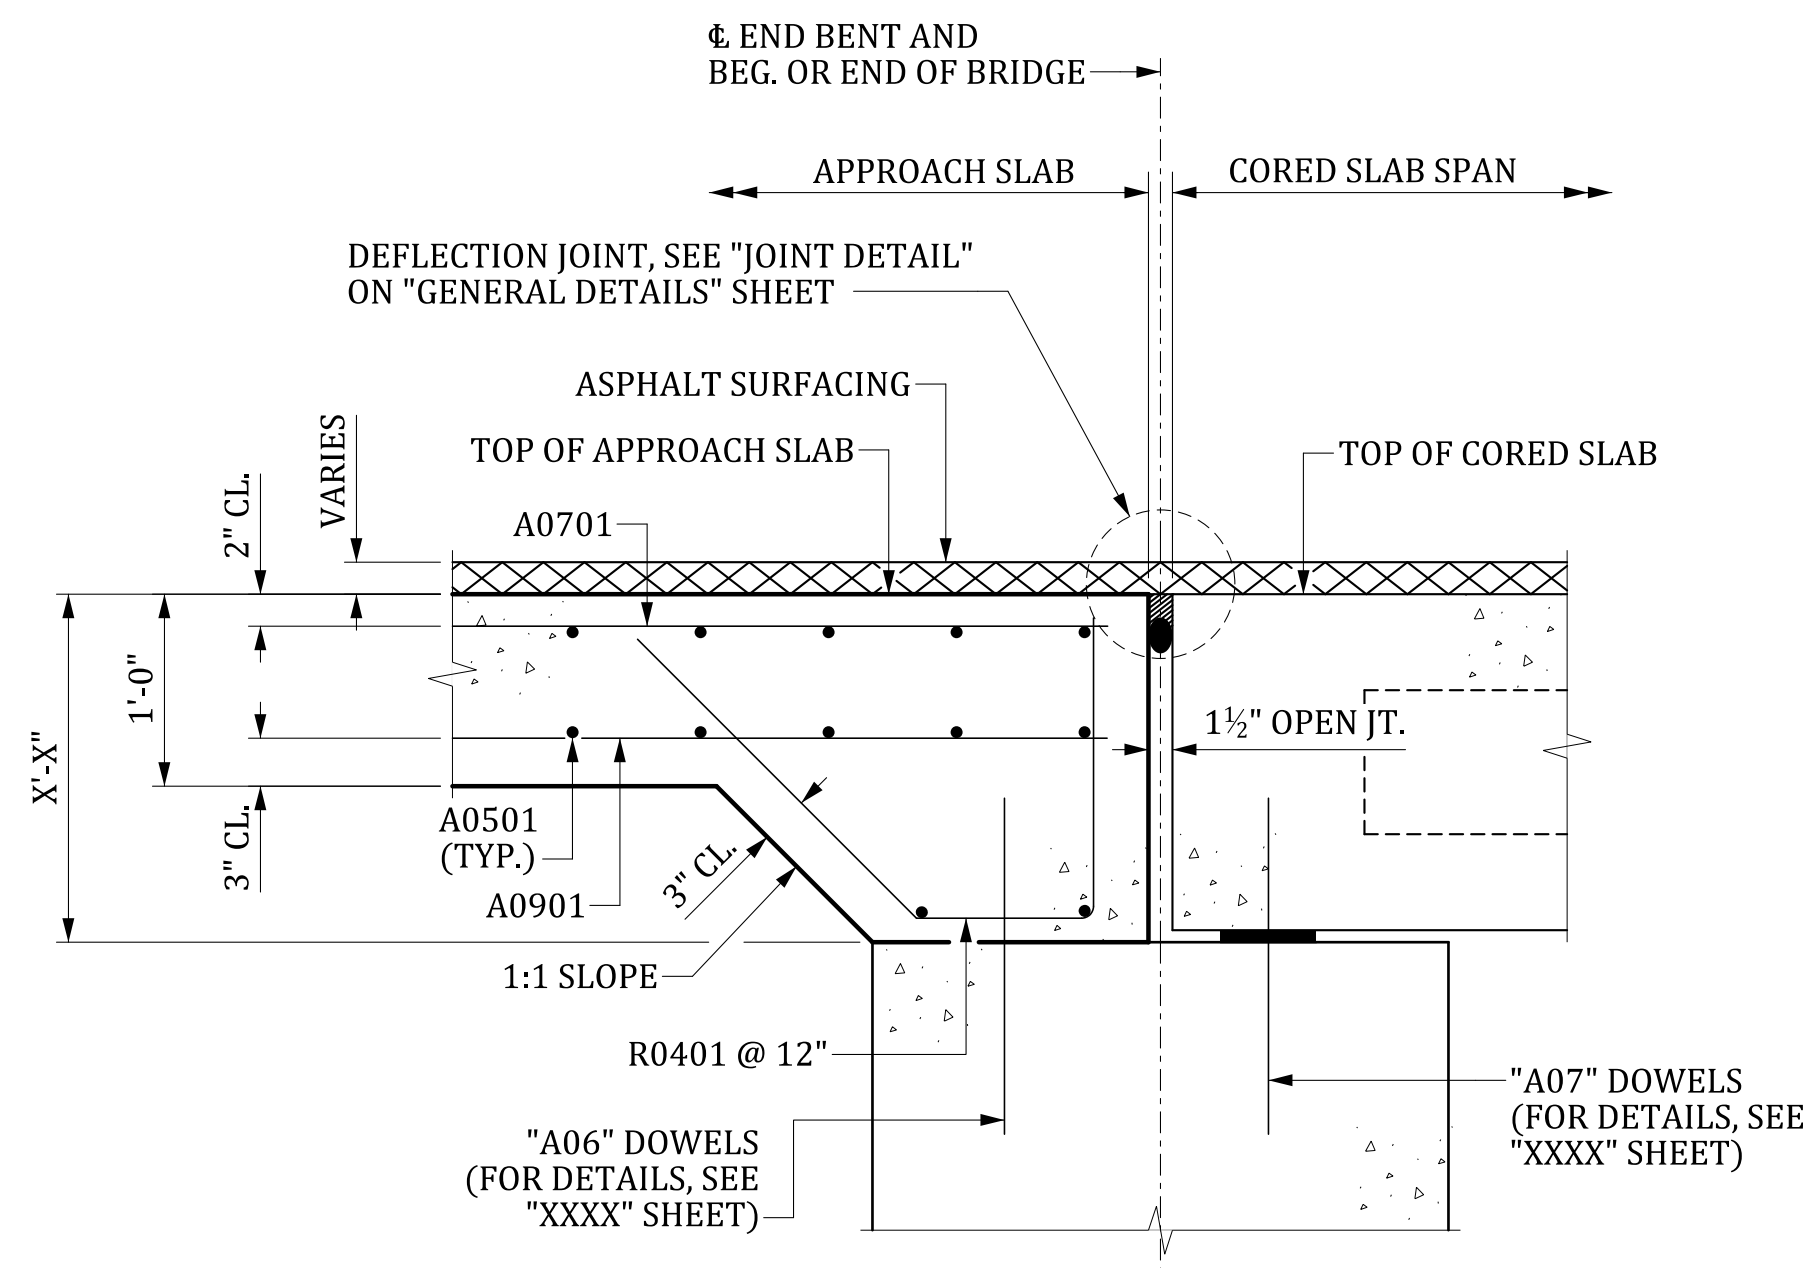 ℄ END BENT AND
BEG. OR END OF BRIDGE
APPROACH SLAB
CORED SLAB SPAN
DEFLECTION JOINT, SEE "JOINT DETAIL"
ON "GENERAL DETAILS" SHEET
ASPHALT SURFACING
TOP OF APPROACH SLAB
TOP OF CORED SLAB
VARIES
2" CL.
A0701
1'-0"
X'-X"
1½" OPEN JT.
3" CL.
A0501
(TYP.)
A0901
3" CL.
1:1 SLOPE
R0401 @ 12"
"A06" DOWELS
(FOR DETAILS, SEE
"XXXX" SHEET)
"A07" DOWELS
(FOR DETAILS, SEE
"XXXX" SHEET)